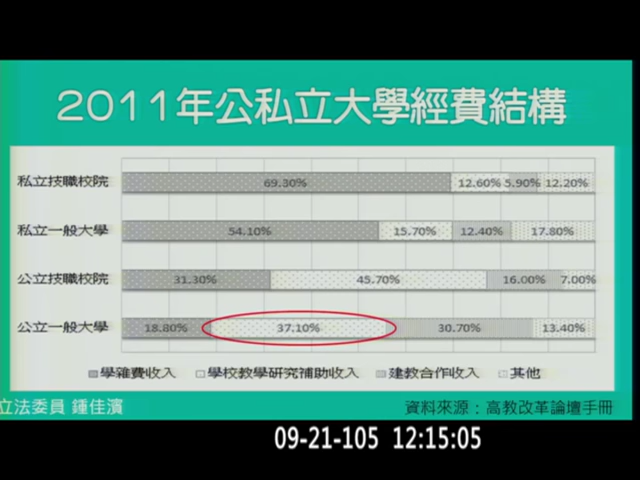 2011年公私立大學經費結構
私立技職校院 69.30% 12.60% 5.90% 12.20%
私立一般大學 54.10% 15.70% 12.40% 17.80%
公立技職校院 31.30% 45.70% 16.00% 7.00%
公立一般大學 18.80% 37.10% 30.70% 13.40%
學雜費收入 學校教學研究補助收入 建教合作收入 其他
立法委員 鍾佳濱 資料來源：高教改革論壇手冊
09-21-105 12:15:05